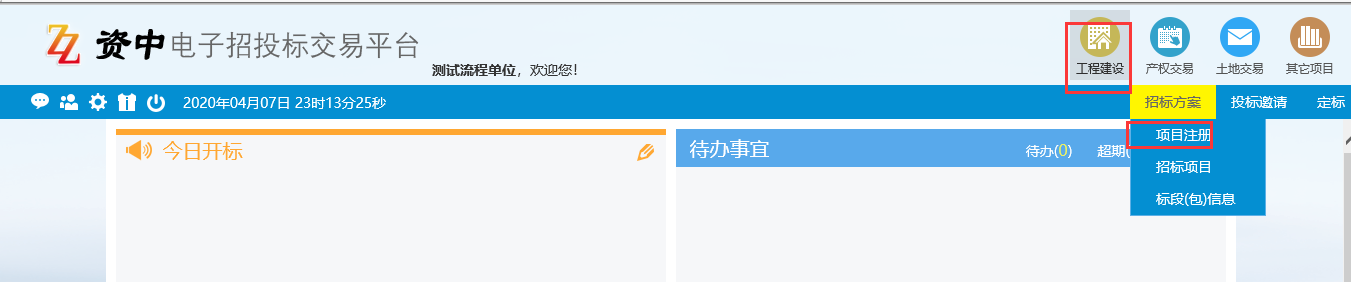 资中 电子招投标交易平台
测试流程单位，欢迎您！
工程建设 产权交易 土地交易 其它项目
2020年04月07日 23时13分25秒
招标方案 投标邀请 定标
项目注册
招标项目
标段(包)信息
今日开标
待办事宜 待办(0) 超期(